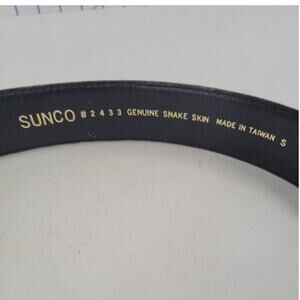 SUNCO # 2433 GENUINE SNAKE SKIN MADE IN TAIWAN S